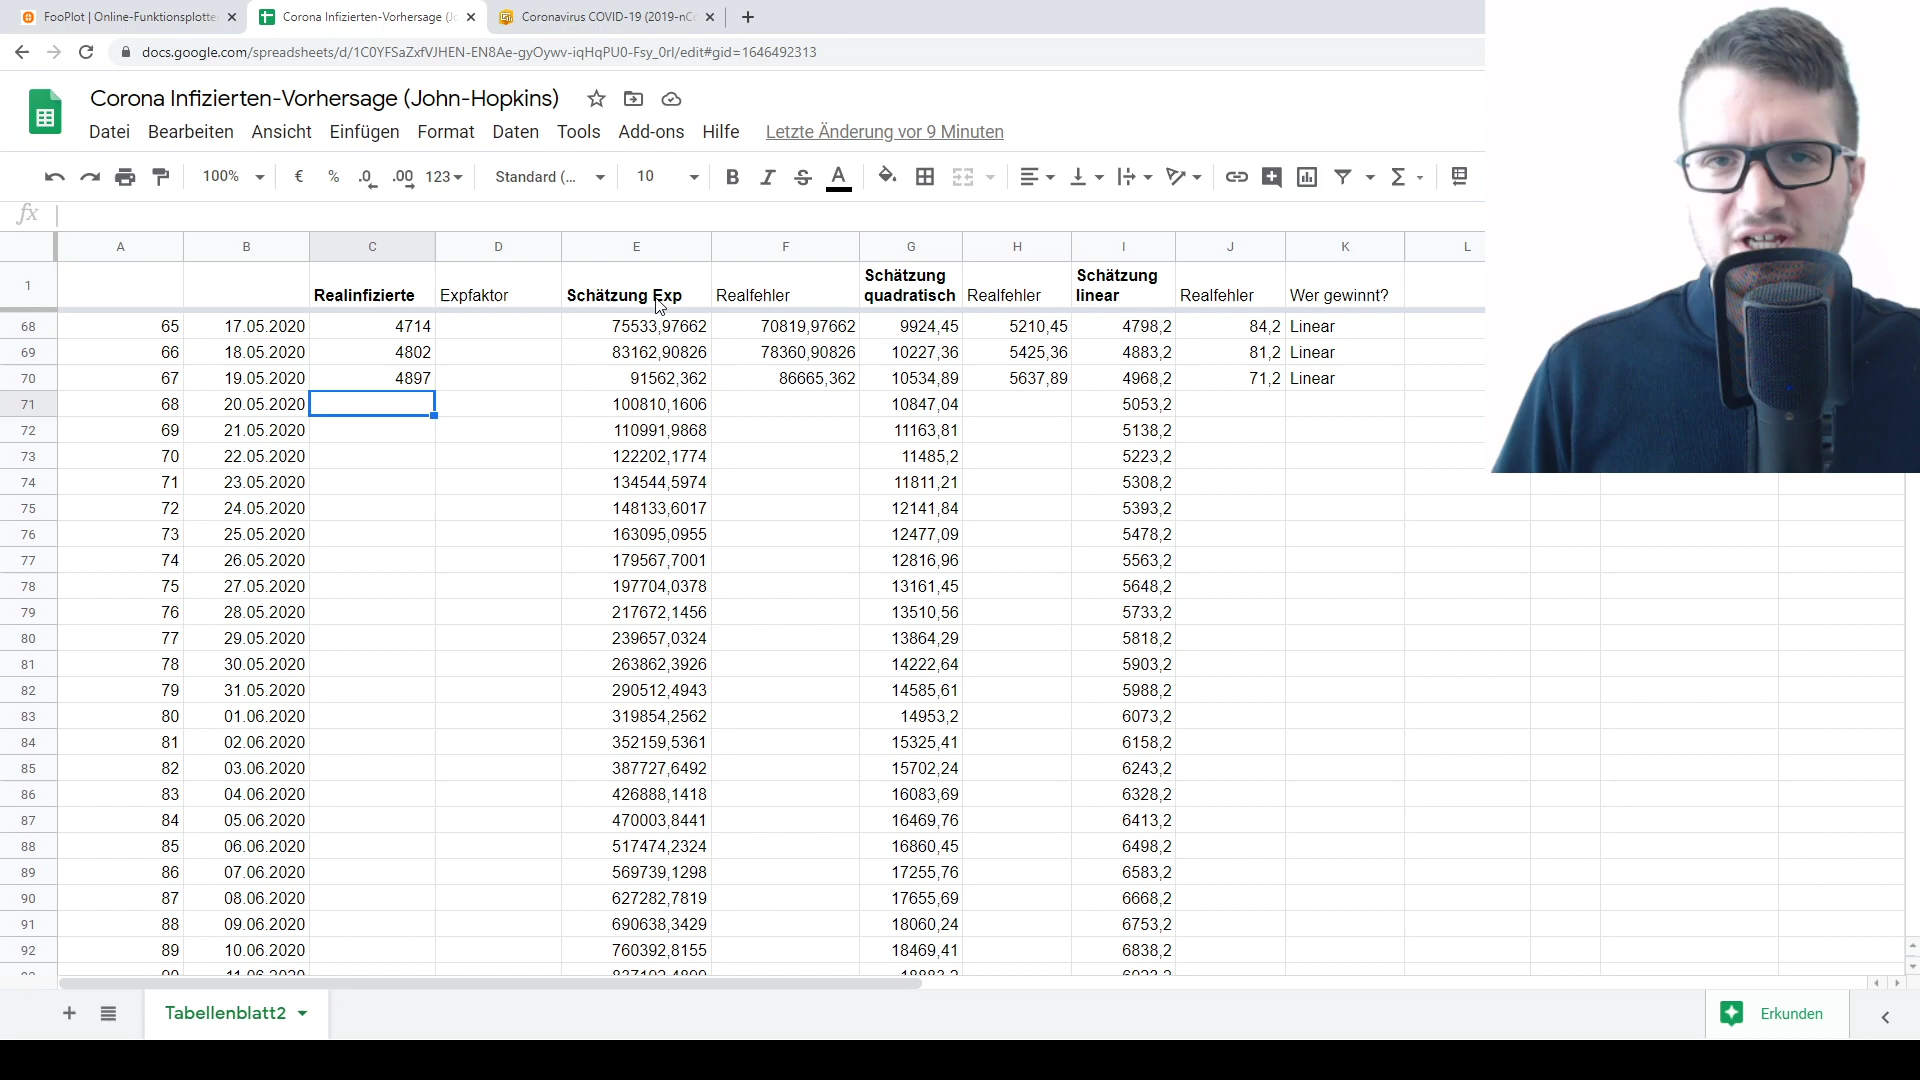 FooPlot | Online-Funktionsplotte
Corona Infizierten-Vorhersage (Jo
Coronavirus COVID-19 (2019-nCo
docs.google.com/spreadsheets/d/1C0YFSaZxfVJHEN-EN8Ae-gyOywv-iqHqPU0-Fsy_0rI/edit#gid=1646492313
Corona Infizierten-Vorhersage (John-Hopkins)
Datei Bearbeiten Ansicht Einfügen Format Daten Tools Add-ons Hilfe Letzte Änderung vor 9 Minuten
100% € % .0 .00 123 Standard (... 10 B I S A
fx
A B C D E F G H I J K L
1 Realinfizierte Expfaktor Schätzung Exp Realfehler Schätzung quadratisch Realfehler Schätzung linear Realfehler Wer gewinnt?
68 65 17.05.2020 4714 75533,97662 70819,97662 9924,45 5210,45 4798,2 84,2 Linear
69 66 18.05.2020 4802 83162,90826 78360,90826 10227,36 5425,36 4883,2 81,2 Linear
70 67 19.05.2020 4897 91562,362 86665,362 10534,89 5637,89 4968,2 71,2 Linear
71 68 20.05.2020 100810,1606 10847,04 5053,2
72 69 21.05.2020 110991,9868 11163,81 5138,2
73 70 22.05.2020 122202,1774 11485,2 5223,2
74 71 23.05.2020 134544,5974 11811,21 5308,2
75 72 24.05.2020 148133,6017 12141,84 5393,2
76 73 25.05.2020 163095,0955 12477,09 5478,2
77 74 26.05.2020 179567,7001 12816,96 5563,2
78 75 27.05.2020 197704,0378 13161,45 5648,2
79 76 28.05.2020 217672,1456 13510,56 5733,2
80 77 29.05.2020 239657,0324 13864,29 5818,2
81 78 30.05.2020 263862,3926 14222,64 5903,2
82 79 31.05.2020 290512,4943 14585,61 5988,2
83 80 01.06.2020 319854,2562 14953,2 6073,2
84 81 02.06.2020 352159,5361 15325,41 6158,2
85 82 03.06.2020 387727,6492 15702,24 6243,2
86 83 04.06.2020 426888,1418 16083,69 6328,2
87 84 05.06.2020 470003,8441 16469,76 6413,2
88 85 06.06.2020 517474,2324 16860,45 6498,2
89 86 07.06.2020 569739,1298 17255,76 6583,2
90 87 08.06.2020 627282,7819 17655,69 6668,2
91 88 09.06.2020 690638,3429 18060,24 6753,2
92 89 10.06.2020 760392,8155 18469,41 6838,2
Tabellenblatt2
Erkunden